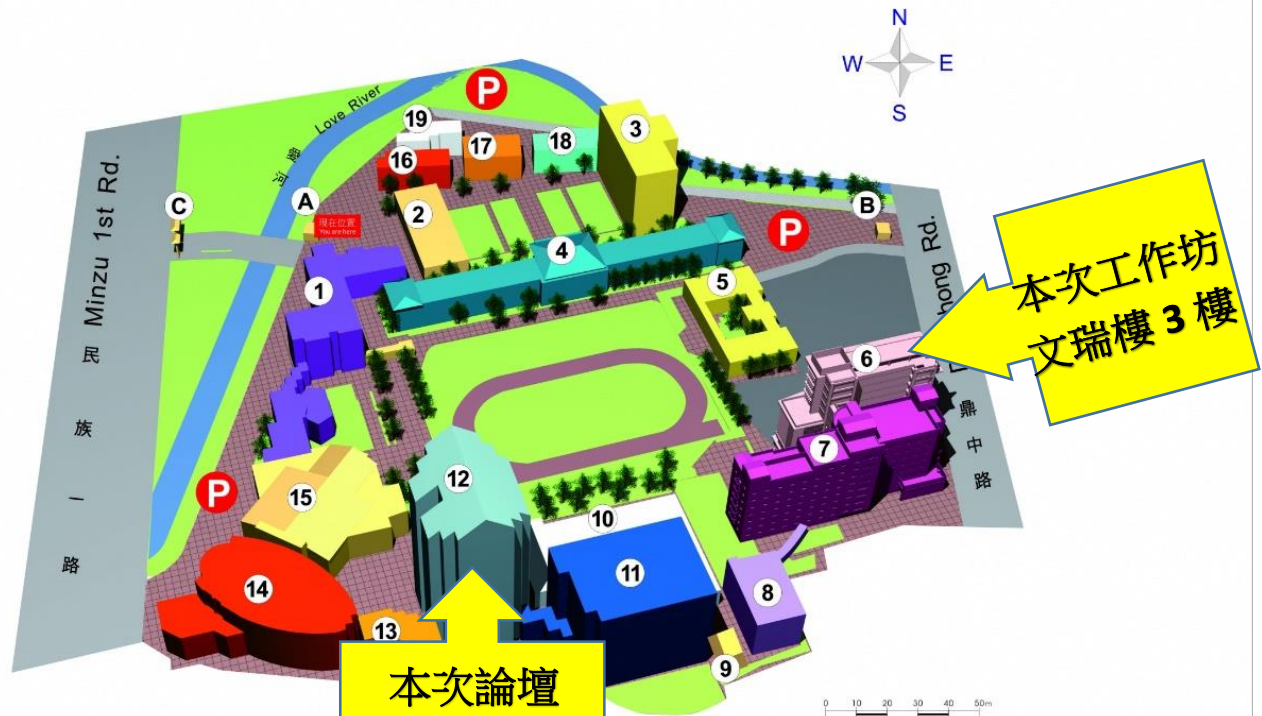 N
W E
S
P
Love River
愛河
19
3
16
17
18
C
A
現在位置
You are here
2
B
Minzu 1st Rd.
民族一路
P
4
1
5
hong Rd.
鼎中路
本次工作坊
文瑞樓 3 樓
6
7
12
P
15
10
11
14
8
13
9
本次論壇
0 10 20 30 40 50m